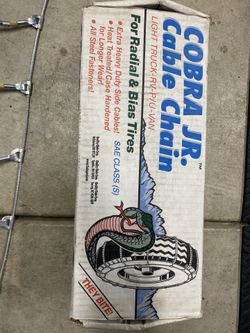 COBRA JR.™
Cable Chain
LIGHT TRUCK-RV-P/U-VAN
For Radial & Bias Tires
SAE CLASS (S)
• Extra Heavy Duty Side Cables!
• Heat Treated/Case Hardened
for Longer Wear!
• All Steel Fasteners!
THEY BITE!